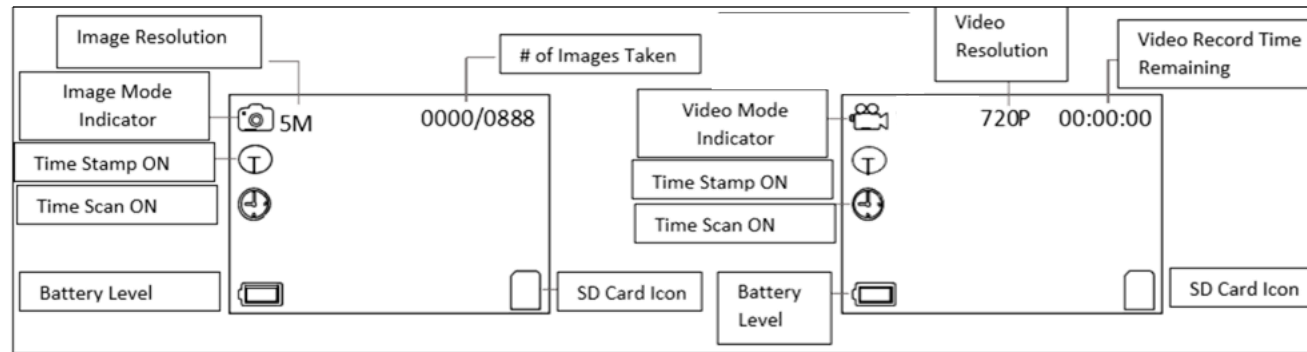 Image Resolution
# of Images Taken
Image Mode
Indicator
5M
0000/0888
Time Stamp ON
T
Time Scan ON
Battery Level
SD Card Icon
Video
Resolution
Video Record Time
Remaining
Video Mode
Indicator
720P
00:00:00
T
Time Stamp ON
Time Scan ON
Battery
Level
SD Card Icon